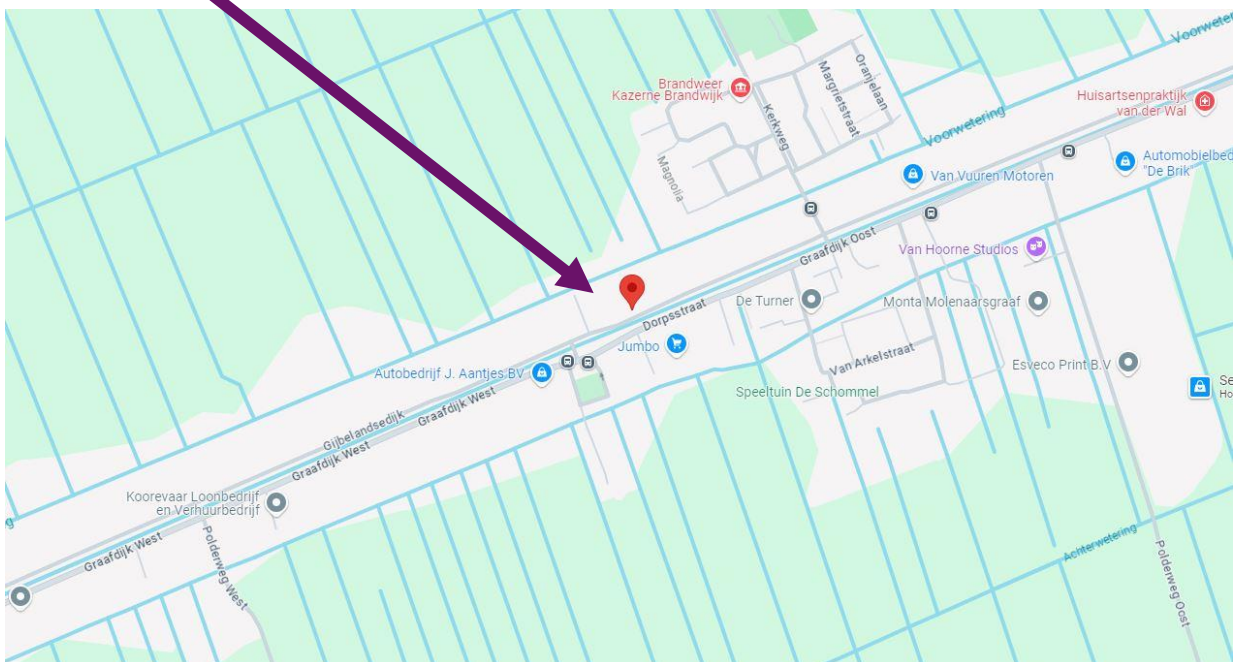 Voorwetering
Oranjelaan
Margrietstraat
Brandweer
Kazerne Brandwijk
Kerkweg
Huisartsenpraktijk
van der Wal
Voorwetering
Automobielbed
"De Brik"
Magnolia
Van Vuuren Motoren
Graafdijk Oost
Van Hoorne Studios
De Turner
Monta Molenaarsgraaf
Dorpsstraat
Jumbo
Van Arkelstraat
Esveco Print B.V
Autobedrijf J. Aantjes BV
Speeltuin De Schommel
Se
Ho
Gijbelandsedijk
Graafdijk West
Graafdijk West
Koorevaar Loonbedrijf
en Verhuurbedrijf
g
Graafdijk West
Polderweg West
Achterwetering
Polderweg Oost